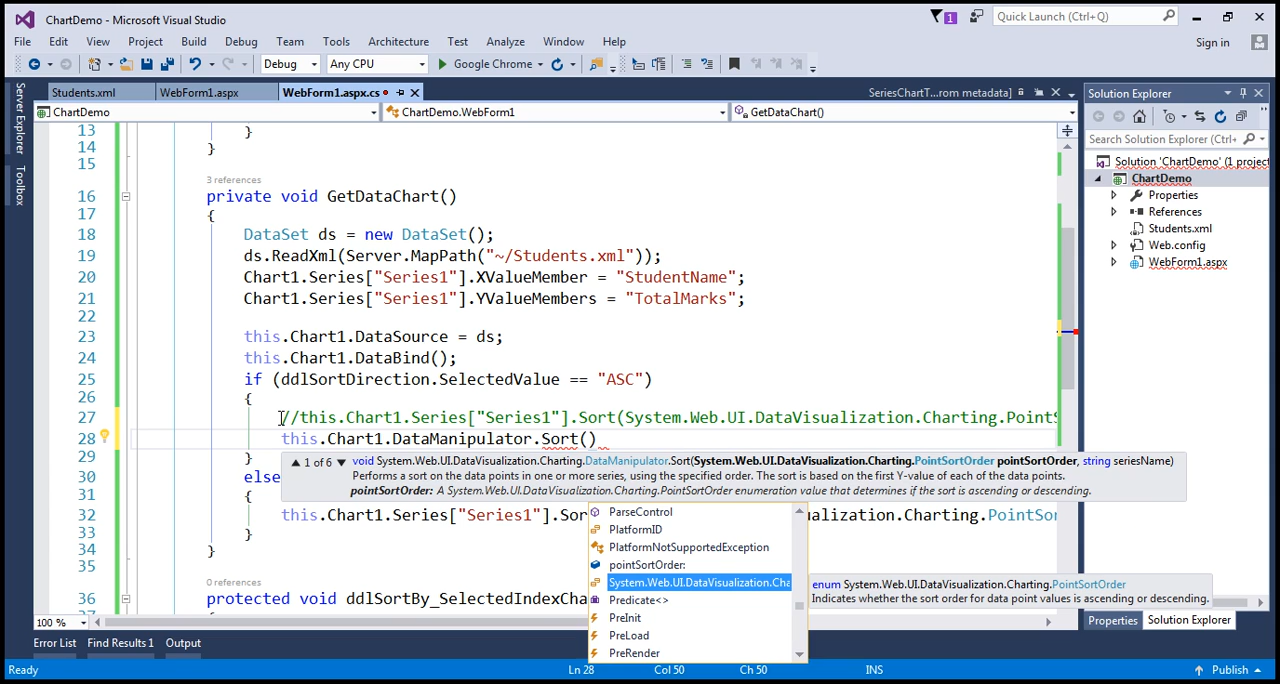 ChartDemo - Microsoft Visual Studio
1
Quick Launch (Ctrl+Q)
File Edit View Project Build Debug Team Tools Architecture Test Analyze Window Help
Sign in
Debug Any CPU Google Chrome
Server Explorer
Toolbox
Students.xml WebForm1.aspx WebForm1.aspx.cs SeriesChartT...rom metadata]
ChartDemo ChartDemo.WebForm1 GetDataChart()
13 }
14 }
15
3 references
16 private void GetDataChart()
17 {
18 DataSet ds = new DataSet();
19 ds.ReadXml(Server.MapPath("~/Students.xml"));
20 Chart1.Series["Series1"].XValueMember = "StudentName";
21 Chart1.Series["Series1"].YValueMembers = "TotalMarks";
22
23 this.Chart1.DataSource = ds;
24 this.Chart1.DataBind();
25 if (ddlSortDirection.SelectedValue == "ASC")
26 {
27 //this.Chart1.Series["Series1"].Sort(System.Web.UI.DataVisualization.Charting.PointS
28 this.Chart1.DataManipulator.Sort()
29 }
▲ 1 of 6 ▼ void System.Web.UI.DataVisualization.Charting.DataManipulator.Sort(System.Web.UI.DataVisualization.Charting.PointSortOrder pointSortOrder, string seriesName)
Performs a sort on the data points in one or more series, using the specified order. The sort is based on the first Y-value of each of the data points.
pointSortOrder: A System.Web.UI.DataVisualization.Charting.PointSortOrder enumeration value that determines if the sort is ascending or descending.
30 else
31 {
32 this.Chart1.Series["Series1"].Sor ualization.Charting.PointSor
33 }
34 }
35
0 references
36 protected void ddlSortBy_SelectedIndexCha
ParseControl
PlatformID
PlatformNotSupportedException
pointSortOrder:
System.Web.UI.DataVisualization.Cha
Predicate<>
PreInit
PreLoad
PreRender
enum System.Web.UI.DataVisualization.Charting.PointSortOrder
Indicates whether the sort order for data point values is ascending or descending.
100 %
Solution Explorer
Search Solution Explorer (Ctrl+
Solution 'ChartDemo' (1 project
ChartDemo
Properties
References
Students.xml
Web.config
WebForm1.aspx
Properties Solution Explorer
Error List Find Results 1 Output
Ready Ln 28 Col 50 Ch 50 INS Publish